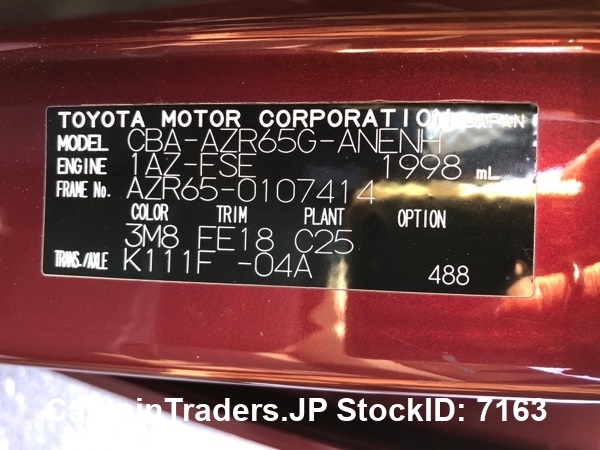 TOYOTA MOTOR CORPORATION JAPAN
MODEL CBA-AZR65G-ANENH
ENGINE 1AZ-FSE 1998 mL
FRAME No. AZR65-0107414
COLOR TRIM PLANT OPTION
3M8 FE18 C25
TRANS./AXLE K111F -04A 488
CaptainTraders.JP StockID: 7163